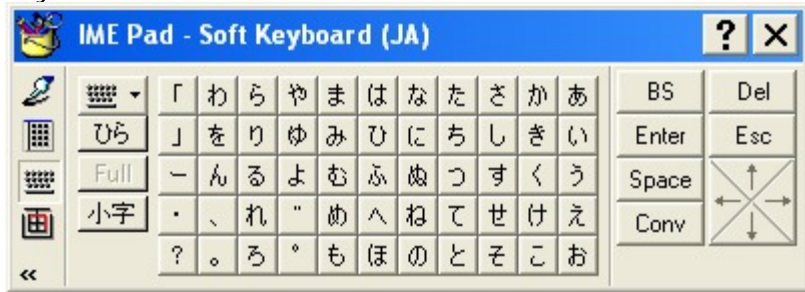 IME Pad - Soft Keyboard (JA) ? ×
「 わ ら や ま は な た さ か あ BS Del
ひら 」 を り ゆ み ひ に ち し き い Enter Esc
Full ー ん る よ む ふ ぬ つ す く う Space
小字 ・ 、 れ ゛ め へ ね て せ け え Conv
? 。 ろ ゜ も ほ の と そ こ お
«